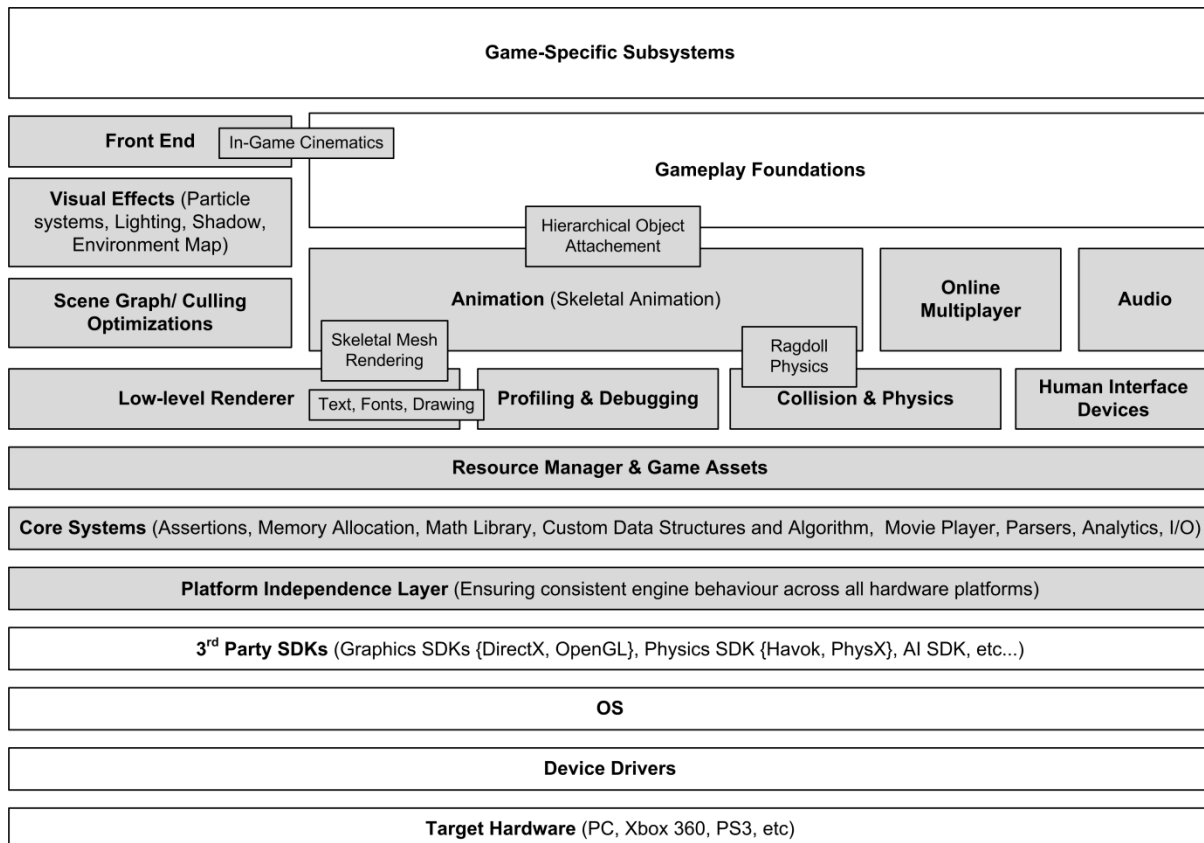 Game-Specific Subsystems
Front End
In-Game Cinematics
Gameplay Foundations
Visual Effects (Particle
systems, Lighting, Shadow,
Environment Map)
Hierarchical Object
Attachement
Scene Graph/ Culling
Optimizations
Animation (Skeletal Animation)
Online
Multiplayer
Audio
Skeletal Mesh
Rendering
Ragdoll
Physics
Low-level Renderer
Text, Fonts, Drawing
Profiling & Debugging
Collision & Physics
Human Interface
Devices
Resource Manager & Game Assets
Core Systems (Assertions, Memory Allocation, Math Library, Custom Data Structures and Algorithm, Movie Player, Parsers, Analytics, I/O)
Platform Independence Layer (Ensuring consistent engine behaviour across all hardware platforms)
3rd Party SDKs (Graphics SDKs {DirectX, OpenGL}, Physics SDK {Havok, PhysX}, AI SDK, etc...)
OS
Device Drivers
Target Hardware (PC, Xbox 360, PS3, etc)